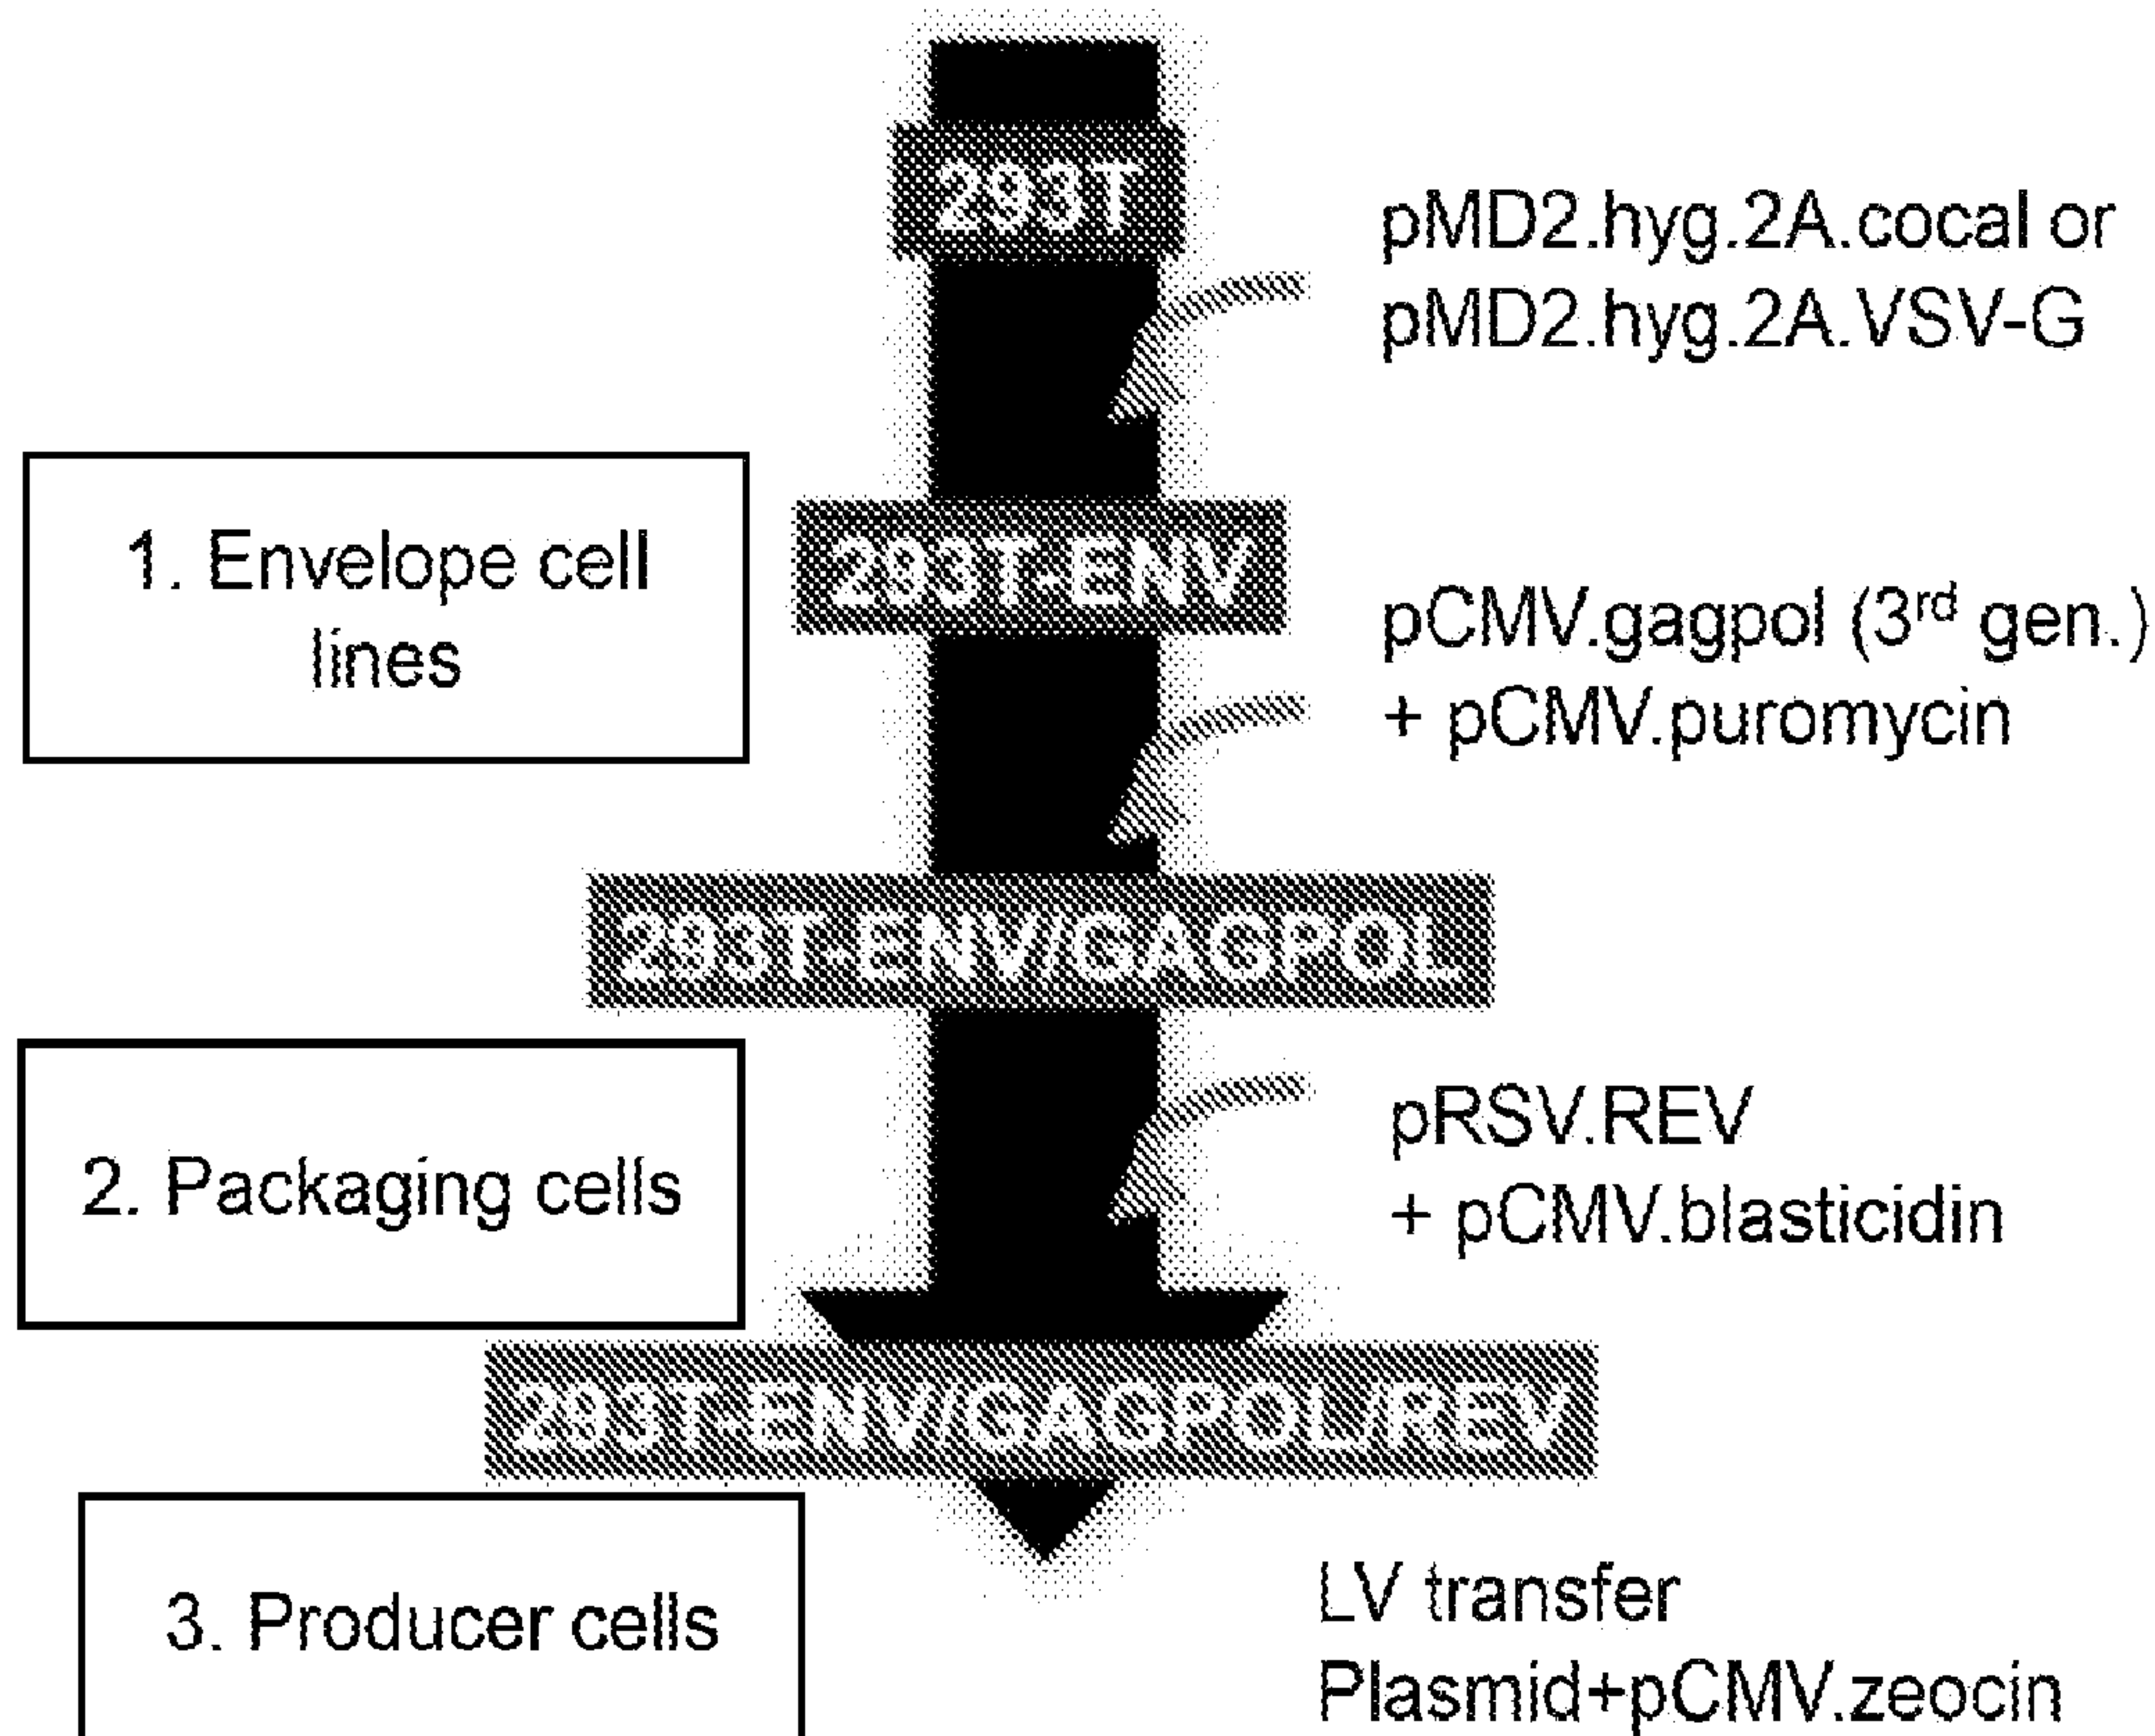 293T
pMD2.hyg.2A.cocal or
pMD2.hyg.2A.VSV-G
1. Envelope cell
lines
293T-ENV
pCMV.gagpol (3rd gen.)
+ pCMV.puromycin
293T-ENV/GAGPOL
2. Packaging cells
pRSV.REV
+ pCMV.blasticidin
293T-ENV/GAGPOL/REV
3. Producer cells
LV transfer
Plasmid+pCMV.zeocin